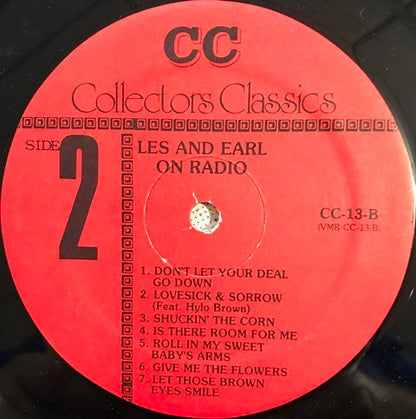 CC
Collectors Classics
SIDE
2
LES AND EARL
ON RADIO
CC-13-B
(VMR-CC-13-B)
1. DON'T LET YOUR DEAL
GO DOWN
2. LOVESICK & SORROW
(Feat. Hylo Brown)
3. SHUCKIN' THE CORN
4. IS THERE ROOM FOR ME
5. ROLL IN MY SWEET
BABY'S ARMS
6. GIVE ME THE FLOWERS
7. LET THOSE BROWN
EYES SMILE